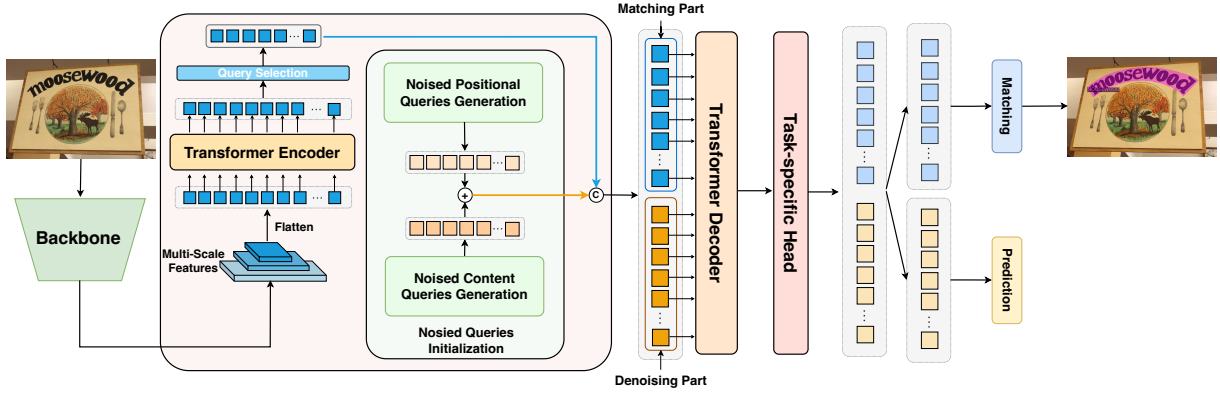 moosewood
Backbone
Query Selection
Transformer Encoder
Flatten
Multi-Scale
Features
Noised Positional
Queries Generation
+
Noised Content
Queries Generation
Nosied Queries
Initialization
C
Matching Part
Denoising Part
Transformer Decoder
Task-specific Head
Matching
Prediction
moosewood